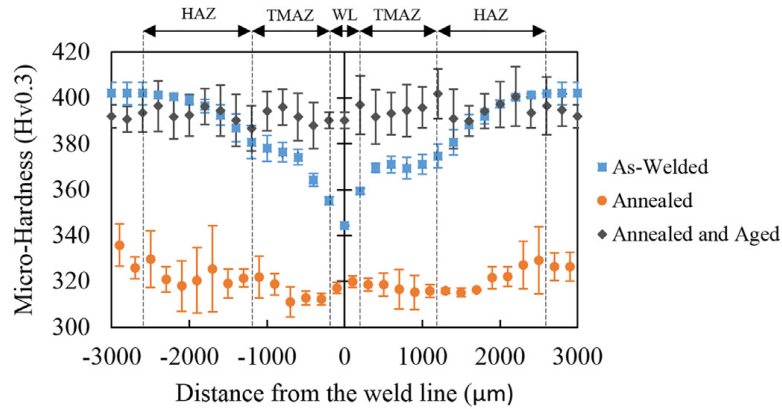 HAZ TMAZ WL TMAZ HAZ
420
400
380
360
340
320
300
-3000 -2000 -1000 0 1000 2000 3000
Micro-Hardness (Hv0.3)
Distance from the weld line (μm)
As-Welded
Annealed
Annealed and Aged